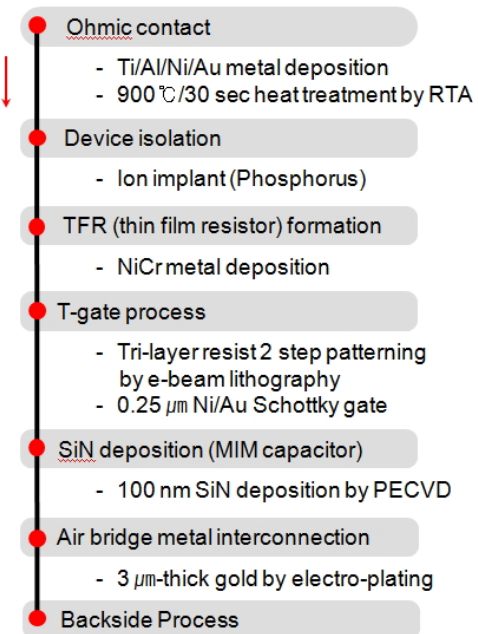 Ohmic contact
- Ti/Al/Ni/Au metal deposition
- 900℃/30 sec heat treatment by RTA
Device isolation
- Ion implant (Phosphorus)
TFR (thin film resistor) formation
- NiCr metal deposition
T-gate process
- Tri-layer resist 2 step patterning
by e-beam lithography
- 0.25 ㎛ Ni/Au Schottky gate
SiN deposition (MIM capacitor)
- 100 nm SiN deposition by PECVD
Air bridge metal interconnection
- 3 ㎛-thick gold by electro-plating
Backside Process